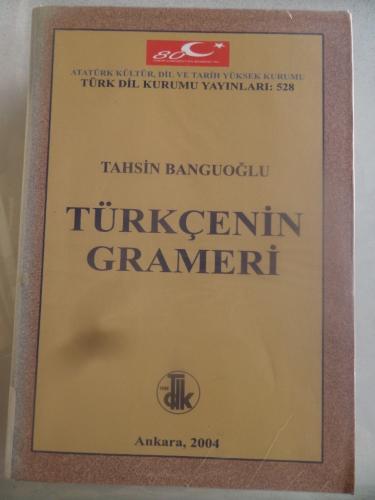 80
ATATÜRK KÜLTÜR, DİL VE TARİH YÜKSEK KURUMU
TÜRK DİL KURUMU YAYINLARI: 528
TAHSİN BANGUOĞLU
TÜRKÇENİN
GRAMERİ
TDK
Ankara, 2004